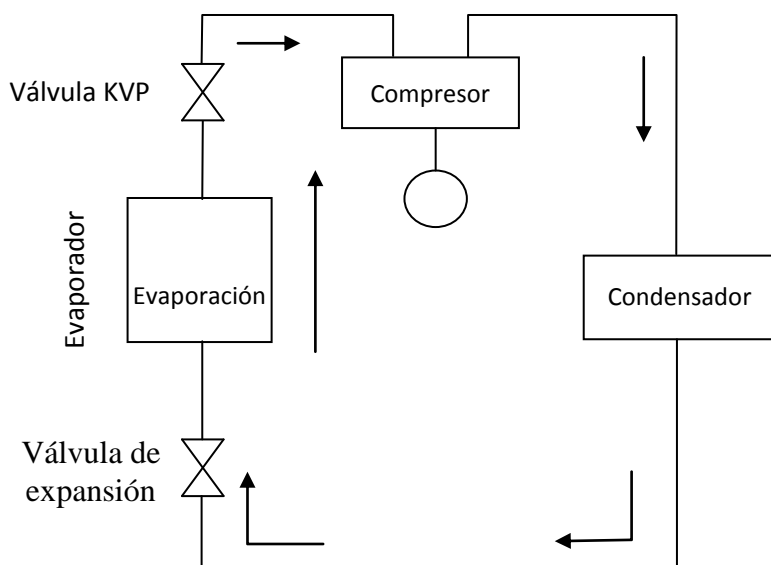 Válvula KVP
Compresor
Evaporador
Evaporación
Condensador
Válvula de
expansión